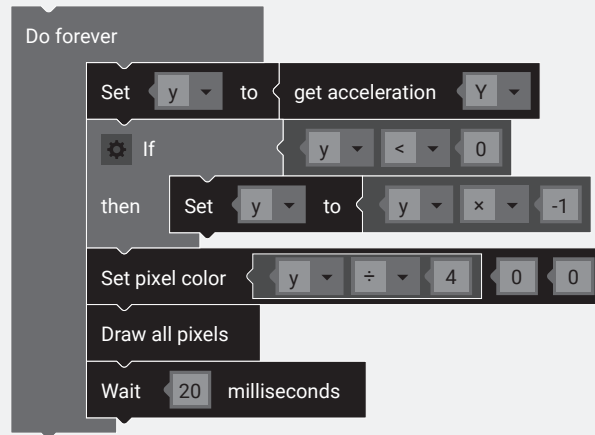 Do forever
Set y to get acceleration Y
If y < 0
then Set y to y × -1
Set pixel color y ÷ 4 0 0
Draw all pixels
Wait 20 milliseconds